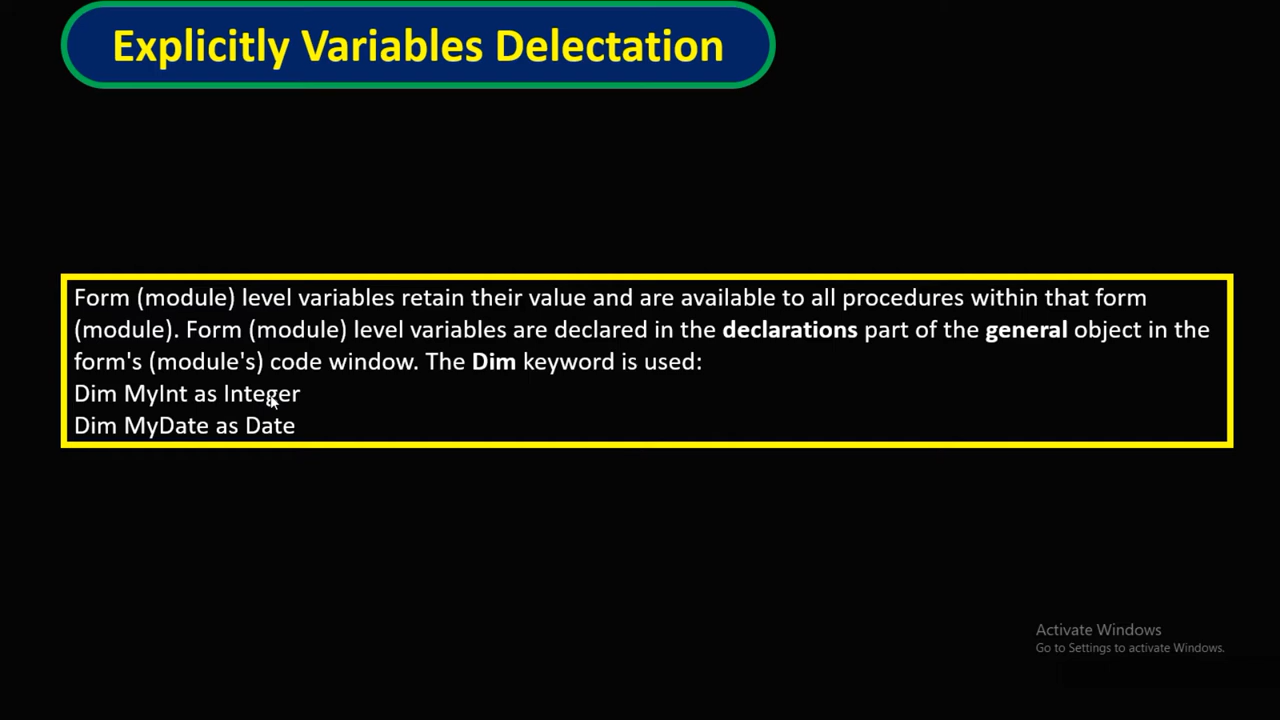 Explicitly Variables Delectation
Form (module) level variables retain their value and are available to all procedures within that form
(module). Form (module) level variables are declared in the declarations part of the general object in the
form's (module's) code window. The Dim keyword is used:
Dim MyInt as Integer
Dim MyDate as Date
Activate Windows
Go to Settings to activate Windows.